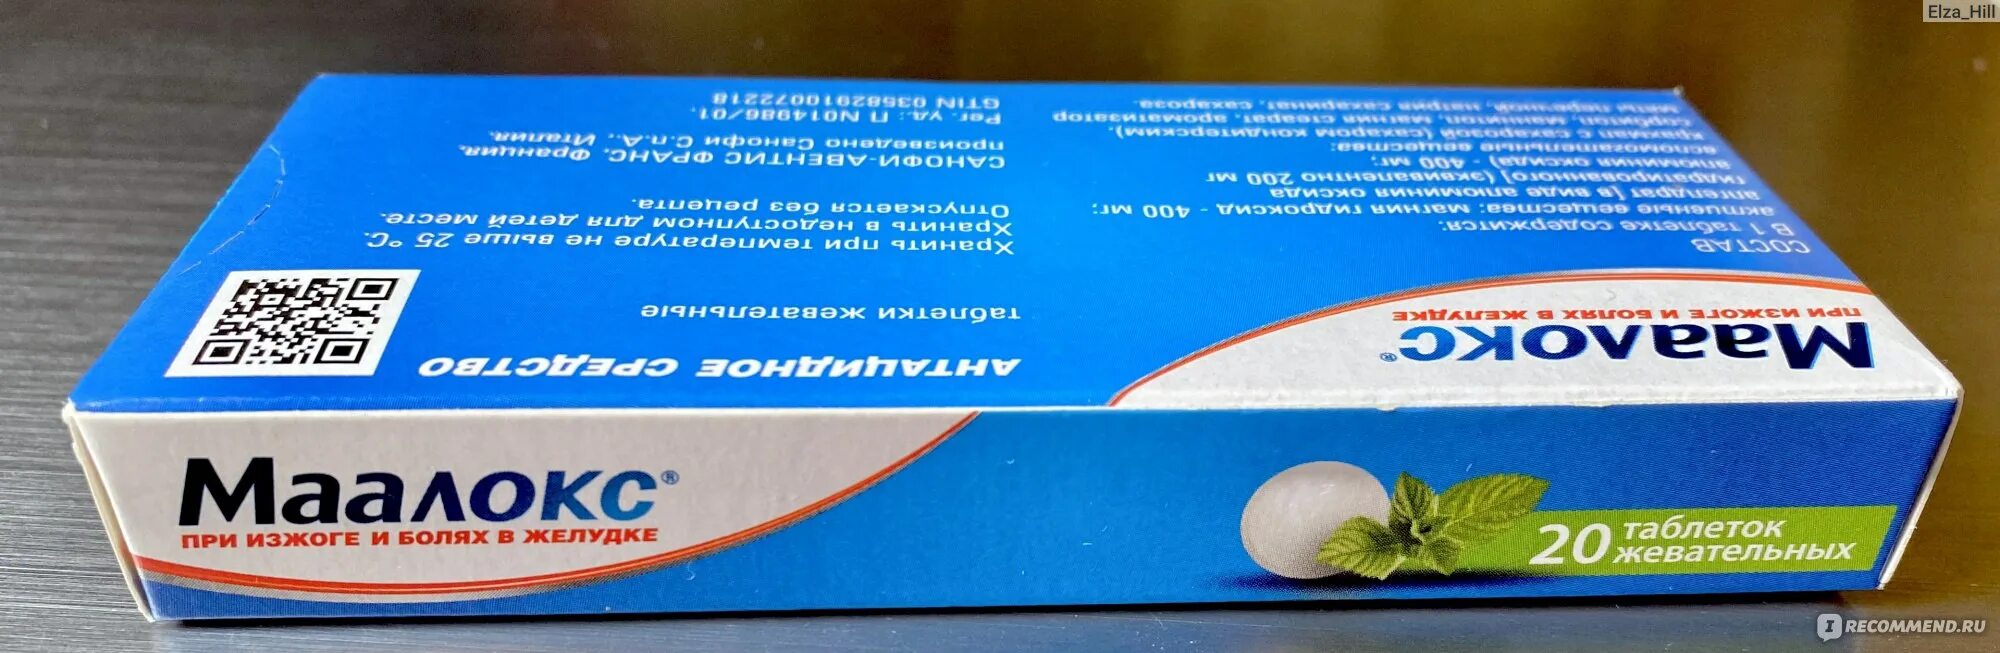 Elza_Hill
Маалокс®
ПРИ ИЗЖОГЕ И БОЛЯХ В ЖЕЛУДКЕ
20 таблеток
жевательных
Маалокс®
ПРИ ИЗЖОГЕ И БОЛЯХ В ЖЕЛУДКЕ
СОСТАВ
В 1 таблетке содержится:
активные вещества: магния гидроксид - 400 мг;
алгелдрат [в виде алюминия оксида
гидратированного] (эквивалентно 200 мг
алюминия оксида) - 400 мг;
вспомогательные вещества:
крахмал с сахарозой (сахаром кондитерским),
сорбитол, маннитол, магния стеарат, ароматизатор
мяты перечной, натрия сахаринат, сахароза.
АНТАЦИДНОЕ СРЕДСТВО
таблетки жевательные
Хранить при температуре не выше 25 °C.
Хранить в недоступном для детей месте.
Отпускается без рецепта.
САНОФИ-АВЕНТИС ФРАНС, Франция,
произведено Санофи С.п.А., Италия.
Рег. уд.: П N014986/01.
GTIN 03582910072218
IRECOMMEND.RU